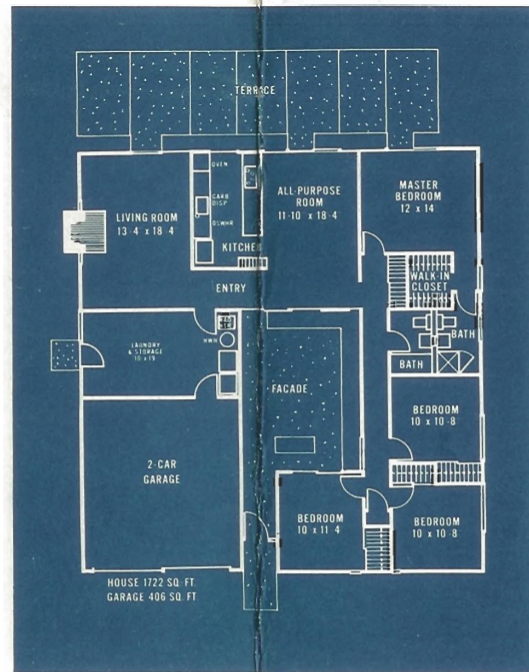 TERRACE
OVEN
GARB
DISP
DSWHR
KITCHEN
LIVING ROOM
13-4 x 18-4
ALL-PURPOSE
ROOM
11-10 x 18-4
MASTER
BEDROOM
12 x 14
WALK-IN
CLOSET
ENTRY
BATH
BATH
LAUNDRY
& STORAGE
10 x 19
HWH
FACADE
BEDROOM
10 x 10-8
2-CAR
GARAGE
BEDROOM
10 x 11-4
BEDROOM
10 x 10-8
HOUSE 1722 SQ. FT.
GARAGE 406 SQ. FT.